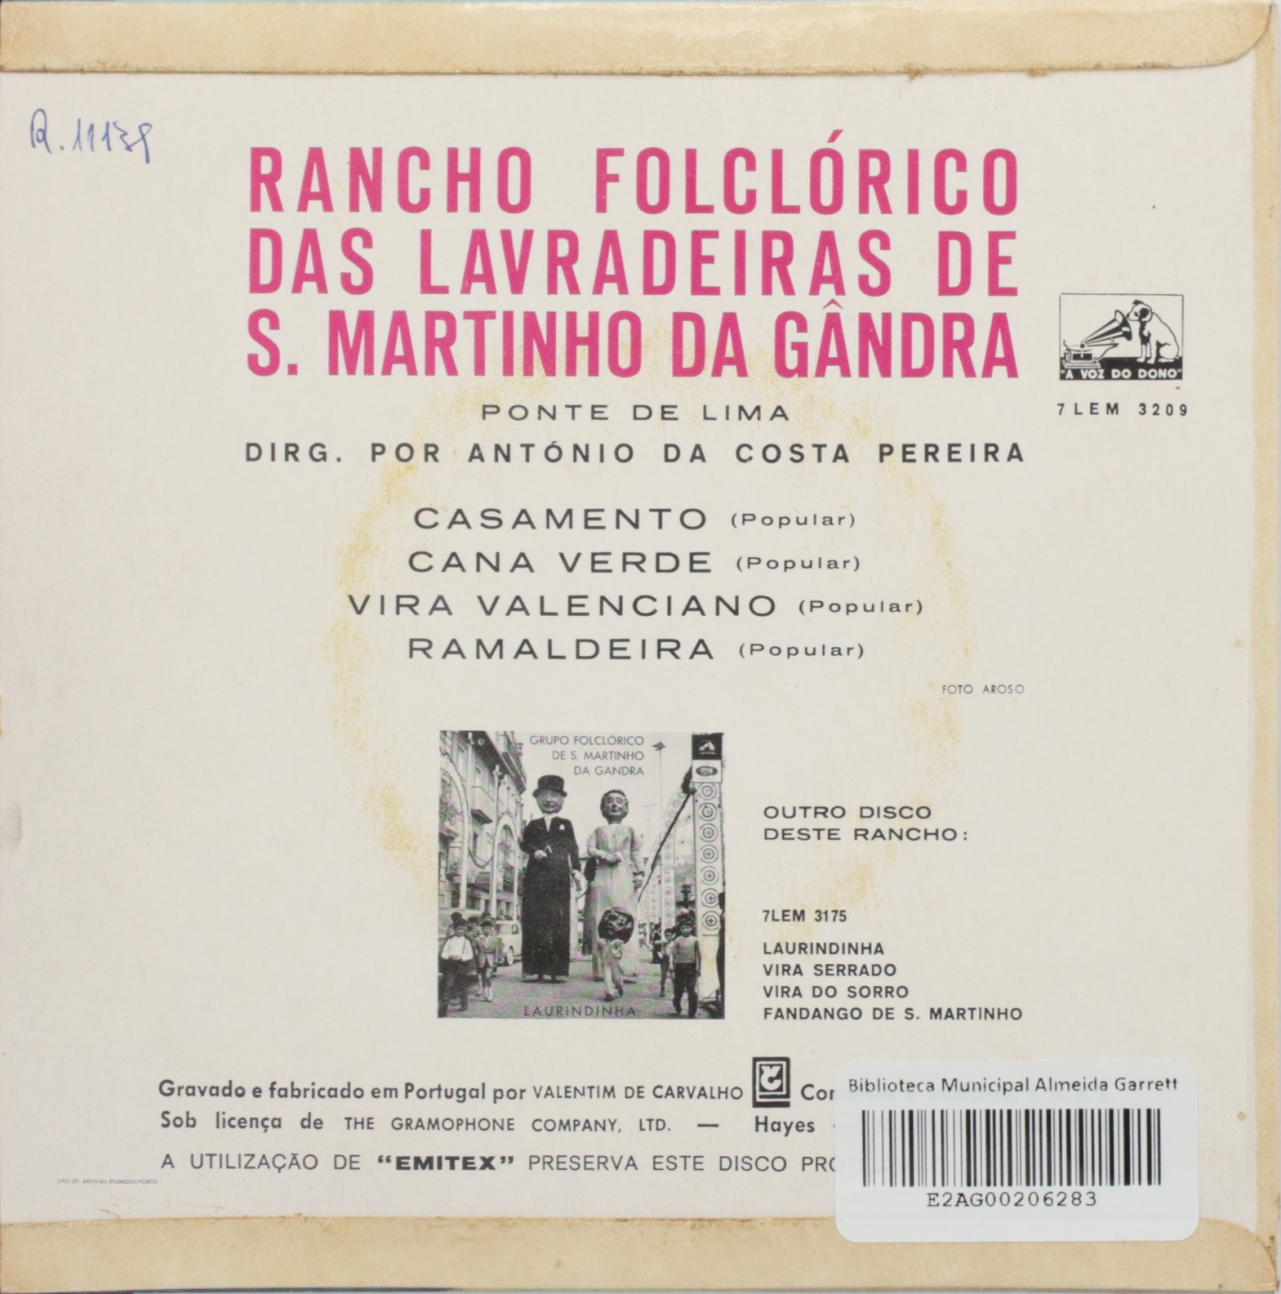 R.11139
RANCHO FOLCLÓRICO
DAS LAVRADEIRAS DE
S. MARTINHO DA GÂNDRA
"A VOZ DO DONO"
7 LEM 3209
PONTE DE LIMA
DIRG. POR ANTÓNIO DA COSTA PEREIRA
CASAMENTO (Popular)
CANA VERDE (Popular)
VIRA VALENCIANO (Popular)
RAMALDEIRA (Popular)
FOTO AROSO
GRUPO FOLCLÓRICO
DE S. MARTINHO
DA GANDRA
LAURINDINHA
OUTRO DISCO
DESTE RANCHO:
7LEM 3175
LAURINDINHA
VIRA SERRADO
VIRA DO SORRO
FANDANGO DE S. MARTINHO
Gravado e fabricado em Portugal por VALENTIM DE CARVALHO
Sob licença de THE GRAMOPHONE COMPANY, LTD. — Hayes
A UTILIZAÇÃO DE "EMITEX" PRESERVA ESTE DISCO
Biblioteca Municipal Almeida Garrett
E2AG00206283